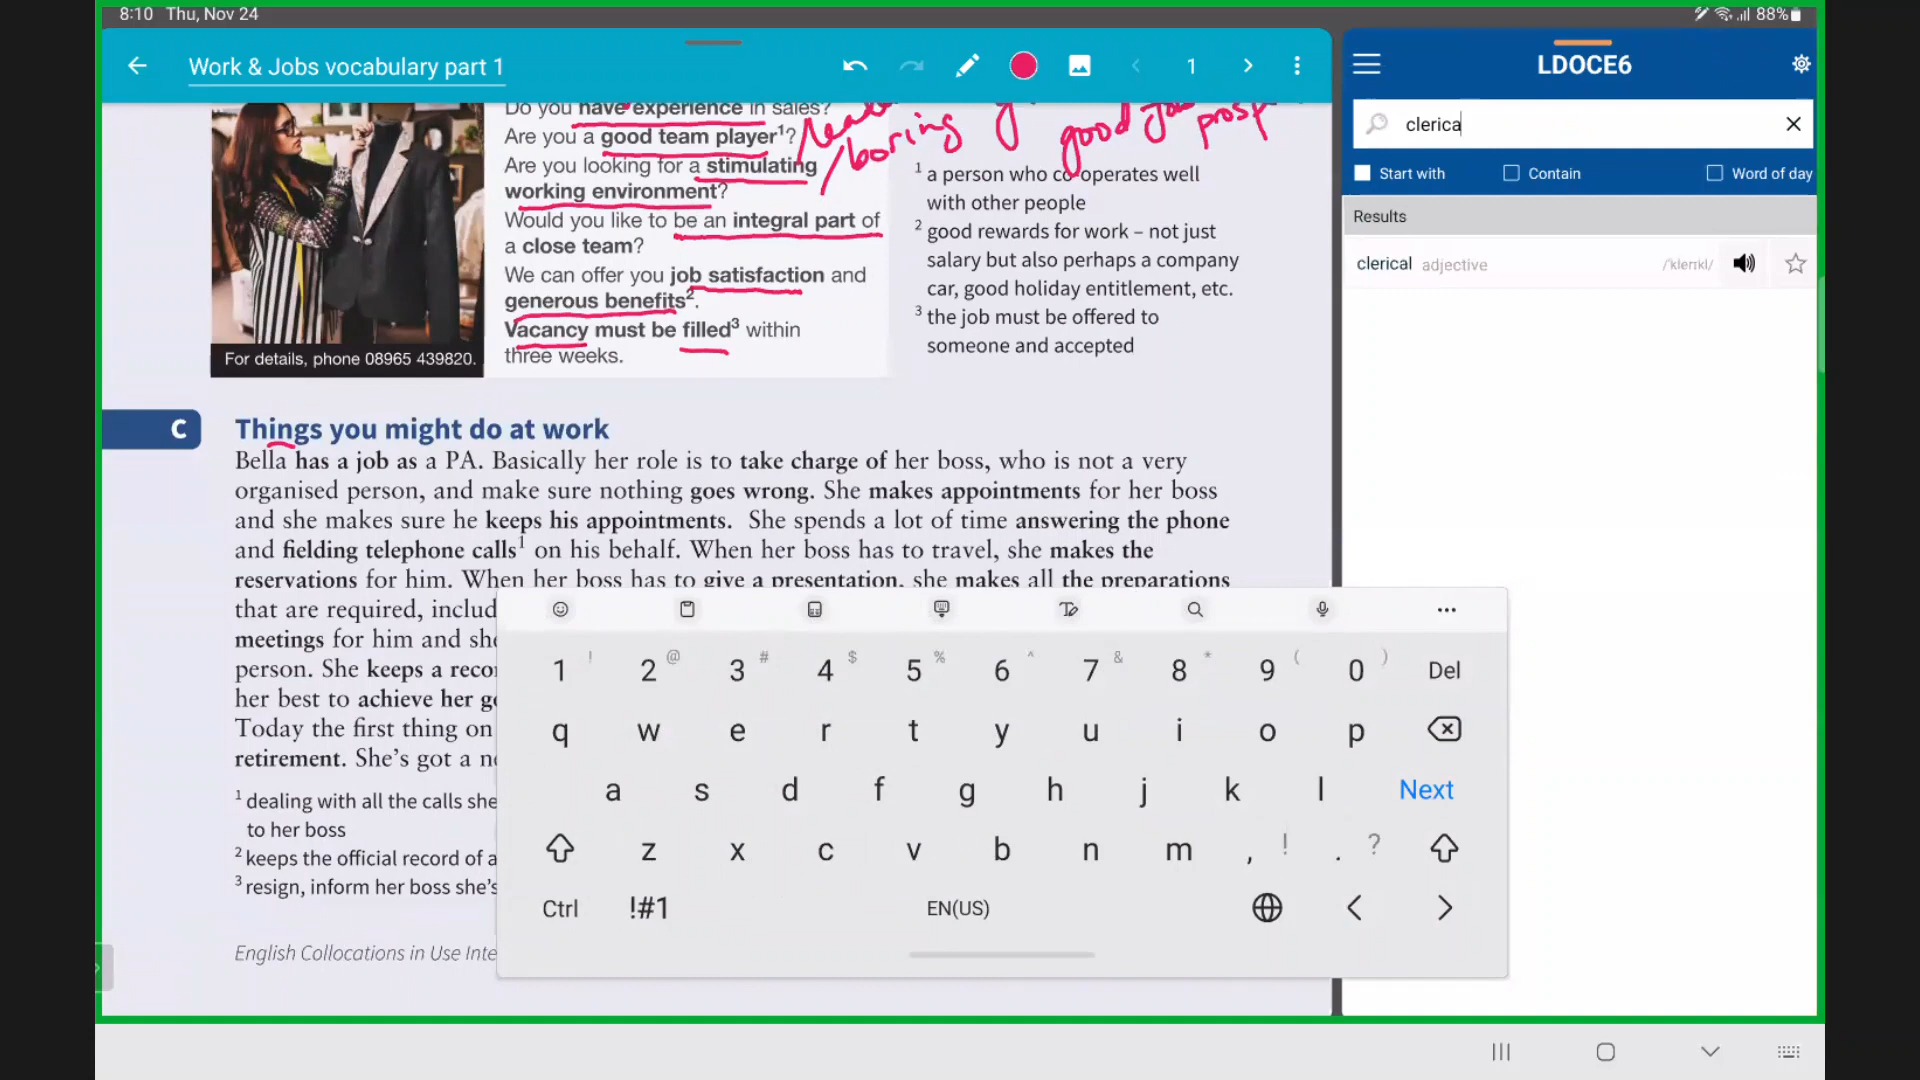 8:10 Thu, Nov 24
88%
Work & Jobs vocabulary part 1
1
Do you have experience in sales?
Are you a good team player¹?
Are you looking for a stimulating
working environment?
Would you like to be an integral part of
a close team?
We can offer you job satisfaction and
generous benefits².
Vacancy must be filled³ within
three weeks.
For details, phone 08965 439820.
/boring
good job
prosp
¹ a person who co-operates well
with other people
² good rewards for work – not just
salary but also perhaps a company
car, good holiday entitlement, etc.
³ the job must be offered to
someone and accepted
C
Things you might do at work
Bella has a job as a PA. Basically her role is to take charge of her boss, who is not a very
organised person, and make sure nothing goes wrong. She makes appointments for her boss
and she makes sure he keeps his appointments. She spends a lot of time answering the phone
and fielding telephone calls¹ on his behalf. When her boss has to travel, she makes the
reservations for him. When her boss has to give a presentation, she makes all the preparations
that are required, includ
meetings for him and she
person. She keeps a recor
her best to achieve her go
Today the first thing on
retirement. She's got a ne
¹ dealing with all the calls she
to her boss
² keeps the official record of a
³ resign, inform her boss she's
English Collocations in Use Inte
LDOCE6
clerica
Start with
Contain
Word of day
Results
clerical adjective
/ˈklerɪkl/
! @ # $ % ^ & * ( )
1 2 3 4 5 6 7 8 9 0 Del
q w e r t y u i o p
a s d f g h j k l Next
z x c v b n m , ! . ?
Ctrl !#1 EN(US)